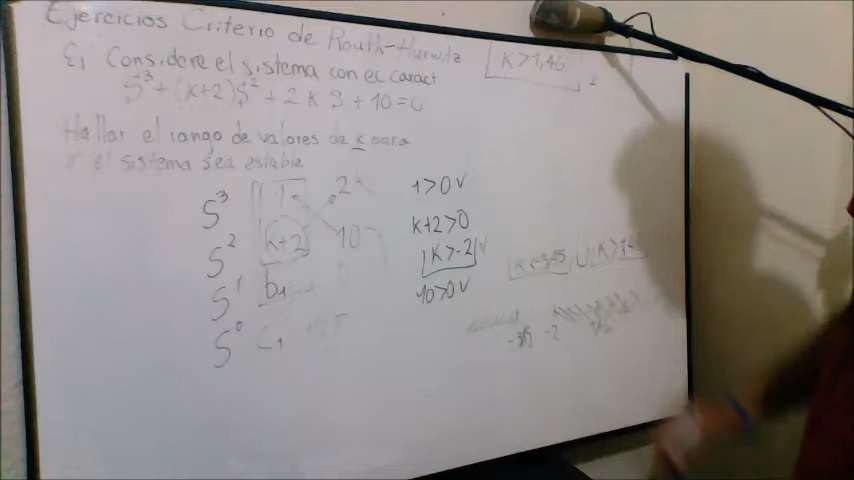 Ejercicios Criterio de Routh-Hurwitz
E1 Considere el sistema con ec caract.
S³+(k+2)S²+2kS+10=0
Hallar el rango de valores de k para
el sistema sea estable
K>1,46
S³ 1 2 1>0√
S² k+2 10 k+2>0
K>-2 √
S¹ b1 10>0√
S⁰ C1
-2